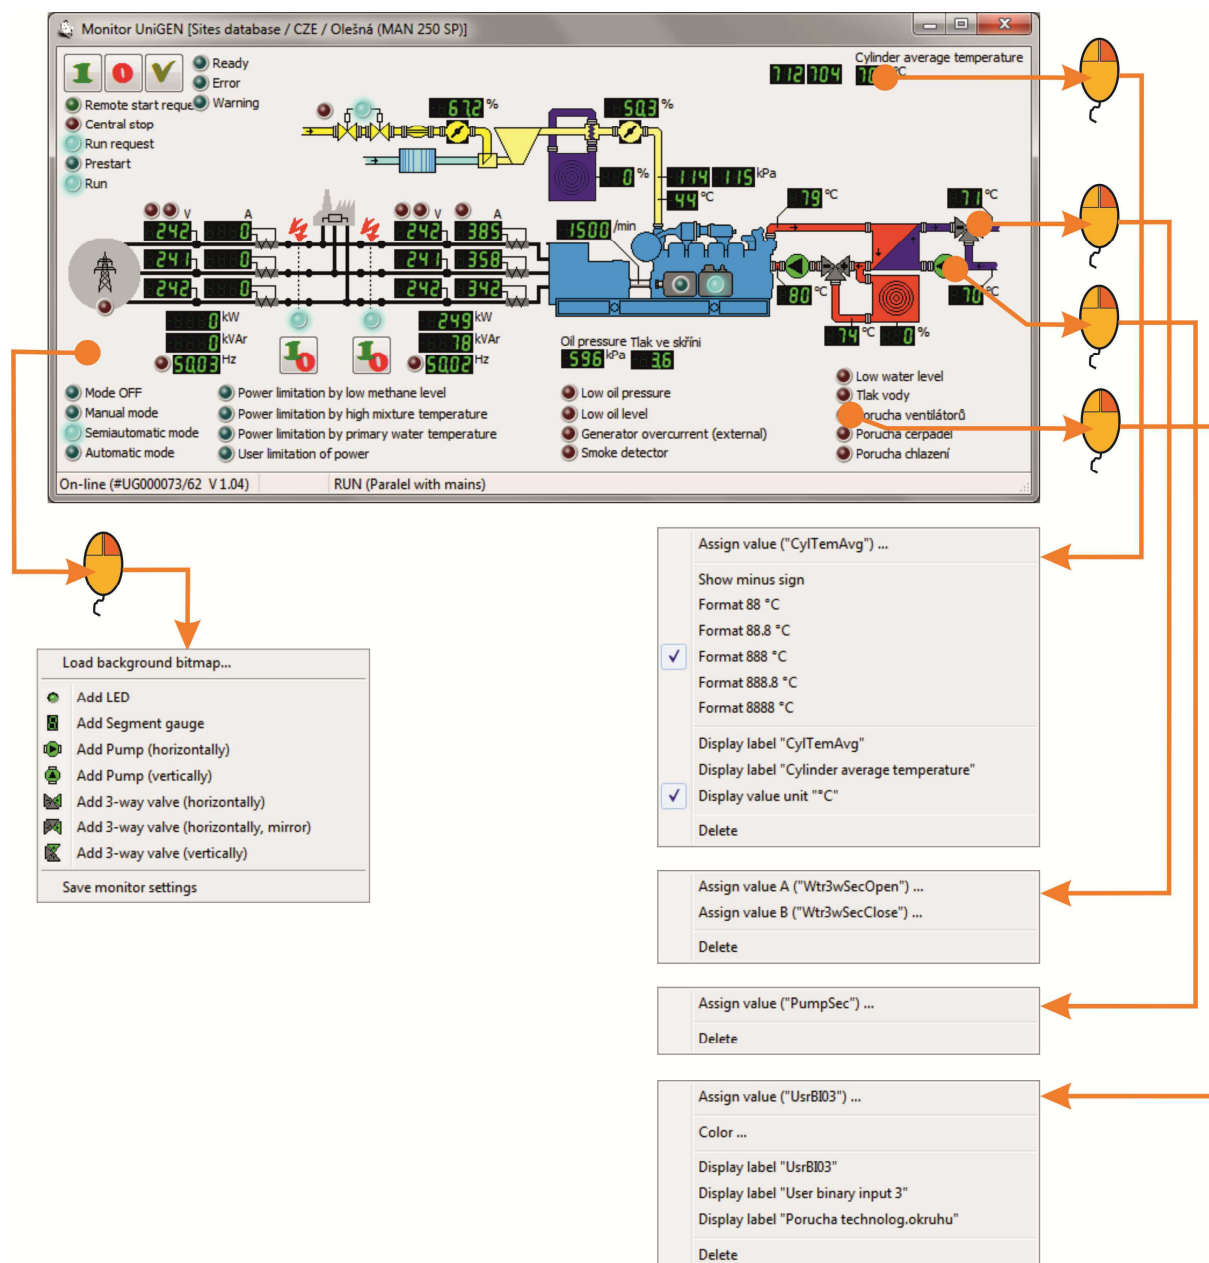 Monitor UniGEN [Sites database / CZE / Olešná (MAN 250 SP)]
Ready
Error
Warning
Remote start reque
Central stop
Run request
Prestart
Run
Cylinder average temperature
712 704 °C
67.2 %
50.3 %
0 %
114 115 kPa
44 °C
79 °C
71 °C
V A V A
242 0 242 385
241 0 241 358
242 0 242 342
1500 /min
80 °C
70 °C
74 °C 0 %
0 kW
0 kVAr
50.03 Hz
1 0
1 0
249 kW
78 kVAr
50.02 Hz
Oil pressure Tlak ve skříni
596 kPa 3.6
Mode OFF
Manual mode
Semiautomatic mode
Automatic mode
Power limitation by low methane level
Power limitation by high mixture temperature
Power limitation by primary water temperature
User limitation of power
Low oil pressure
Low oil level
Generator overcurrent (external)
Smoke detector
Low water level
Tlak vody
orucha ventilátorů
Porucha cerpadel
Porucha chlazení
On-line (#UG000073/62 V 1.04) RUN (Paralel with mains)
Load background bitmap...
Add LED
Add Segment gauge
Add Pump (horizontally)
Add Pump (vertically)
Add 3-way valve (horizontally)
Add 3-way valve (horizontally, mirror)
Add 3-way valve (vertically)
Save monitor settings
Assign value ("CylTemAvg") ...
Show minus sign
Format 88 °C
Format 88.8 °C
Format 888 °C
Format 888.8 °C
Format 8888 °C
Display label "CylTemAvg"
Display label "Cylinder average temperature"
Display value unit "°C"
Delete
Assign value A ("Wtr3wSecOpen") ...
Assign value B ("Wtr3wSecClose") ...
Delete
Assign value ("PumpSec") ...
Delete
Assign value ("UsrBI03") ...
Color ...
Display label "UsrBI03"
Display label "User binary input 3"
Display label "Porucha technolog.okruhu"
Delete